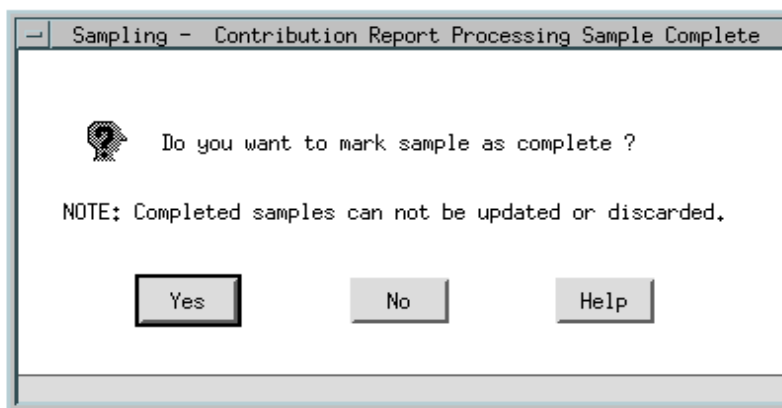 Sampling - Contribution Report Processing Sample Complete
Do you want to mark sample as complete ?
NOTE: Completed samples can not be updated or discarded.
Yes No Help